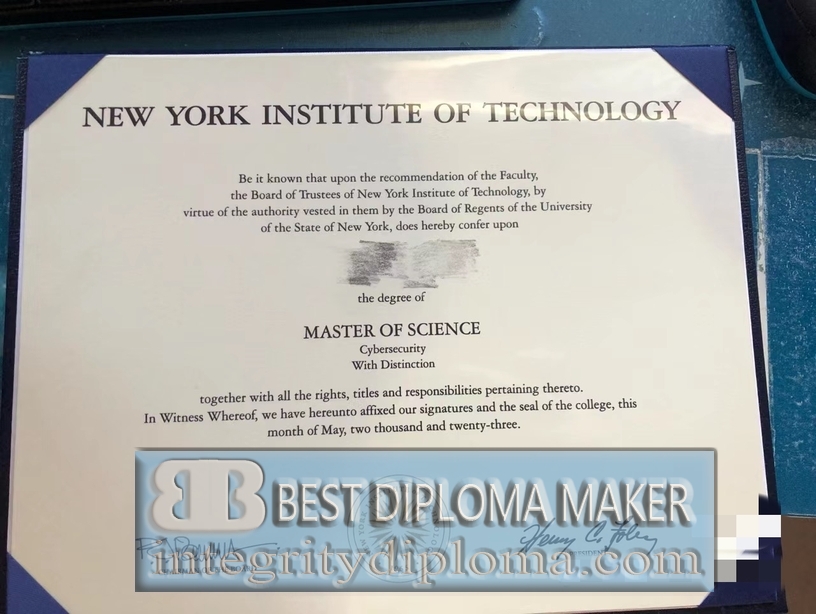 NEW YORK INSTITUTE OF TECHNOLOGY
Be it known that upon the recommendation of the Faculty,
the Board of Trustees of New York Institute of Technology, by
virtue of the authority vested in them by the Board of Regents of the University
of the State of New York, does hereby confer upon
the degree of
MASTER OF SCIENCE
Cybersecurity
With Distinction
together with all the rights, titles and responsibilities pertaining thereto.
In Witness Whereof, we have hereunto affixed our signatures and the seal of the college, this
month of May, two thousand and twenty-three.
BB BEST DIPLOMA MAKER
Henry C. Foley
integritydiploma.com